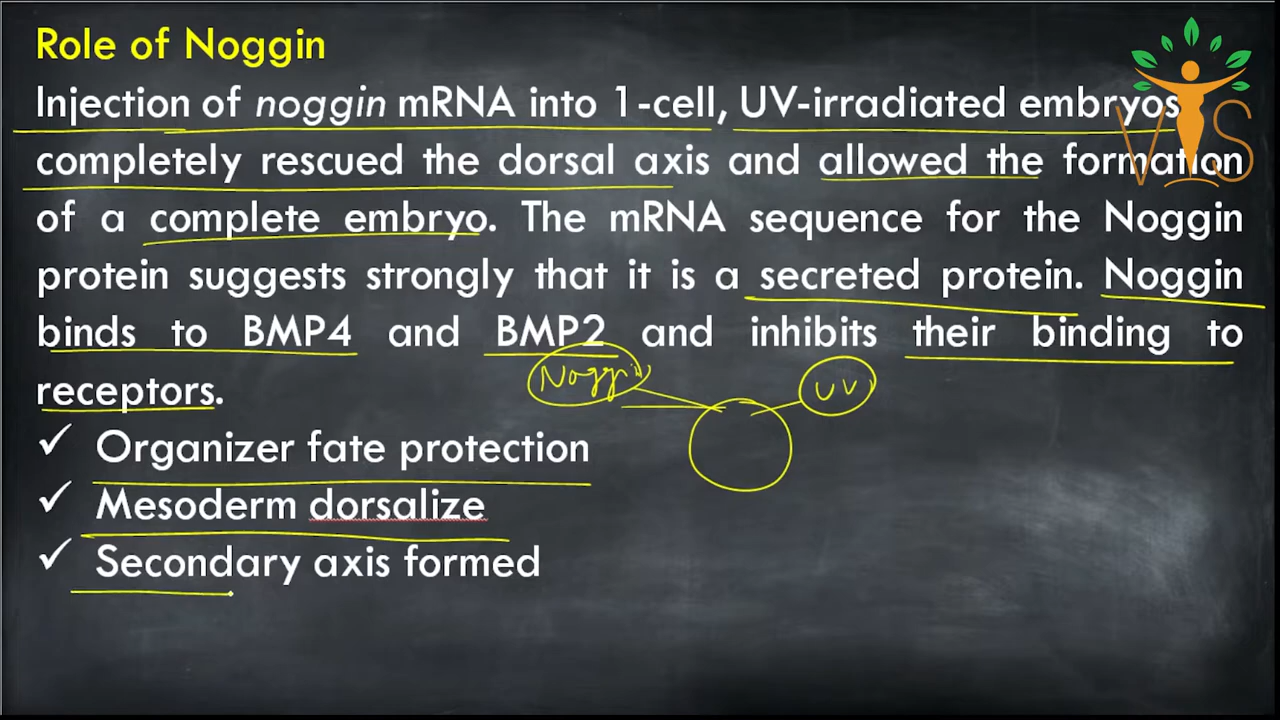 Role of Noggin
Injection of noggin mRNA into 1-cell, UV-irradiated embryos
completely rescued the dorsal axis and allowed the formation
of a complete embryo. The mRNA sequence for the Noggin
protein suggests strongly that it is a secreted protein. Noggin
binds to BMP4 and BMP2 and inhibits their binding to
receptors.
Noggin
UV
✓ Organizer fate protection
✓ Mesoderm dorsalize
✓ Secondary axis formed
VS